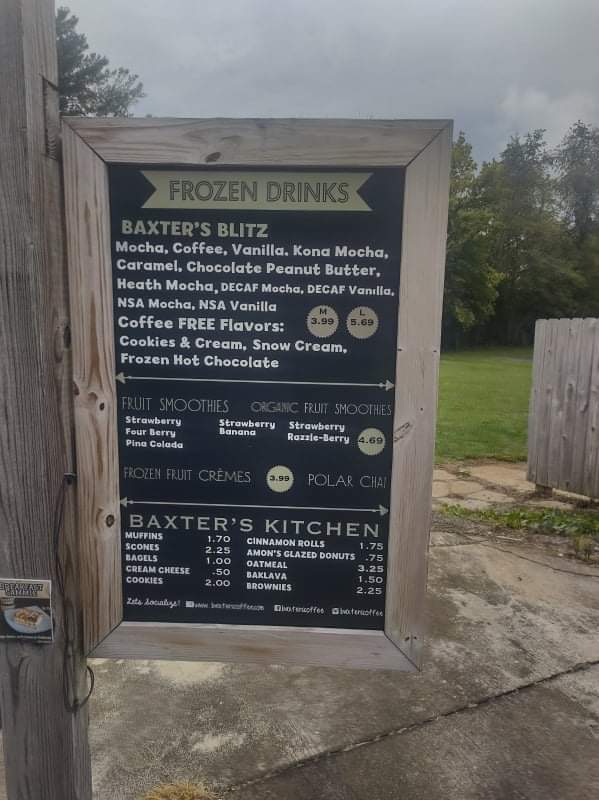 FROZEN DRINKS
BAXTER'S BLITZ
Mocha, Coffee, Vanilla. Kona Mocha,
Caramel, Chocolate Peanut Butter,
Heath Mocha, DECAF Mocha, DECAF Vanilla,
NSA Mocha, NSA Vanilla
M
3.99
L
5.69
Coffee FREE Flavors:
Cookies & Cream, Snow Cream,
Frozen Hot Chocolate
FRUIT SMOOTHIES
Strawberry
Four Berry
Pina Colada
Strawberry
Banana
ORGANIC FRUIT SMOOTHIES
Strawberry
Razzle-Berry
4.69
FROZEN FRUIT CRÈMES 3.99 POLAR CHAI
BAXTER'S KITCHEN
MUFFINS 1.70
SCONES 2.25
BAGELS 1.00
CREAM CHEESE .50
COOKIES 2.00
CINNAMON ROLLS 1.75
AMON'S GLAZED DONUTS .75
OATMEAL 3.25
BAKLAVA 1.50
BROWNIES 2.25
Lets Socialize! www.baxterscoffee.com baxterscoffee baxterscoffee
BREAKFAST
SAMMIE